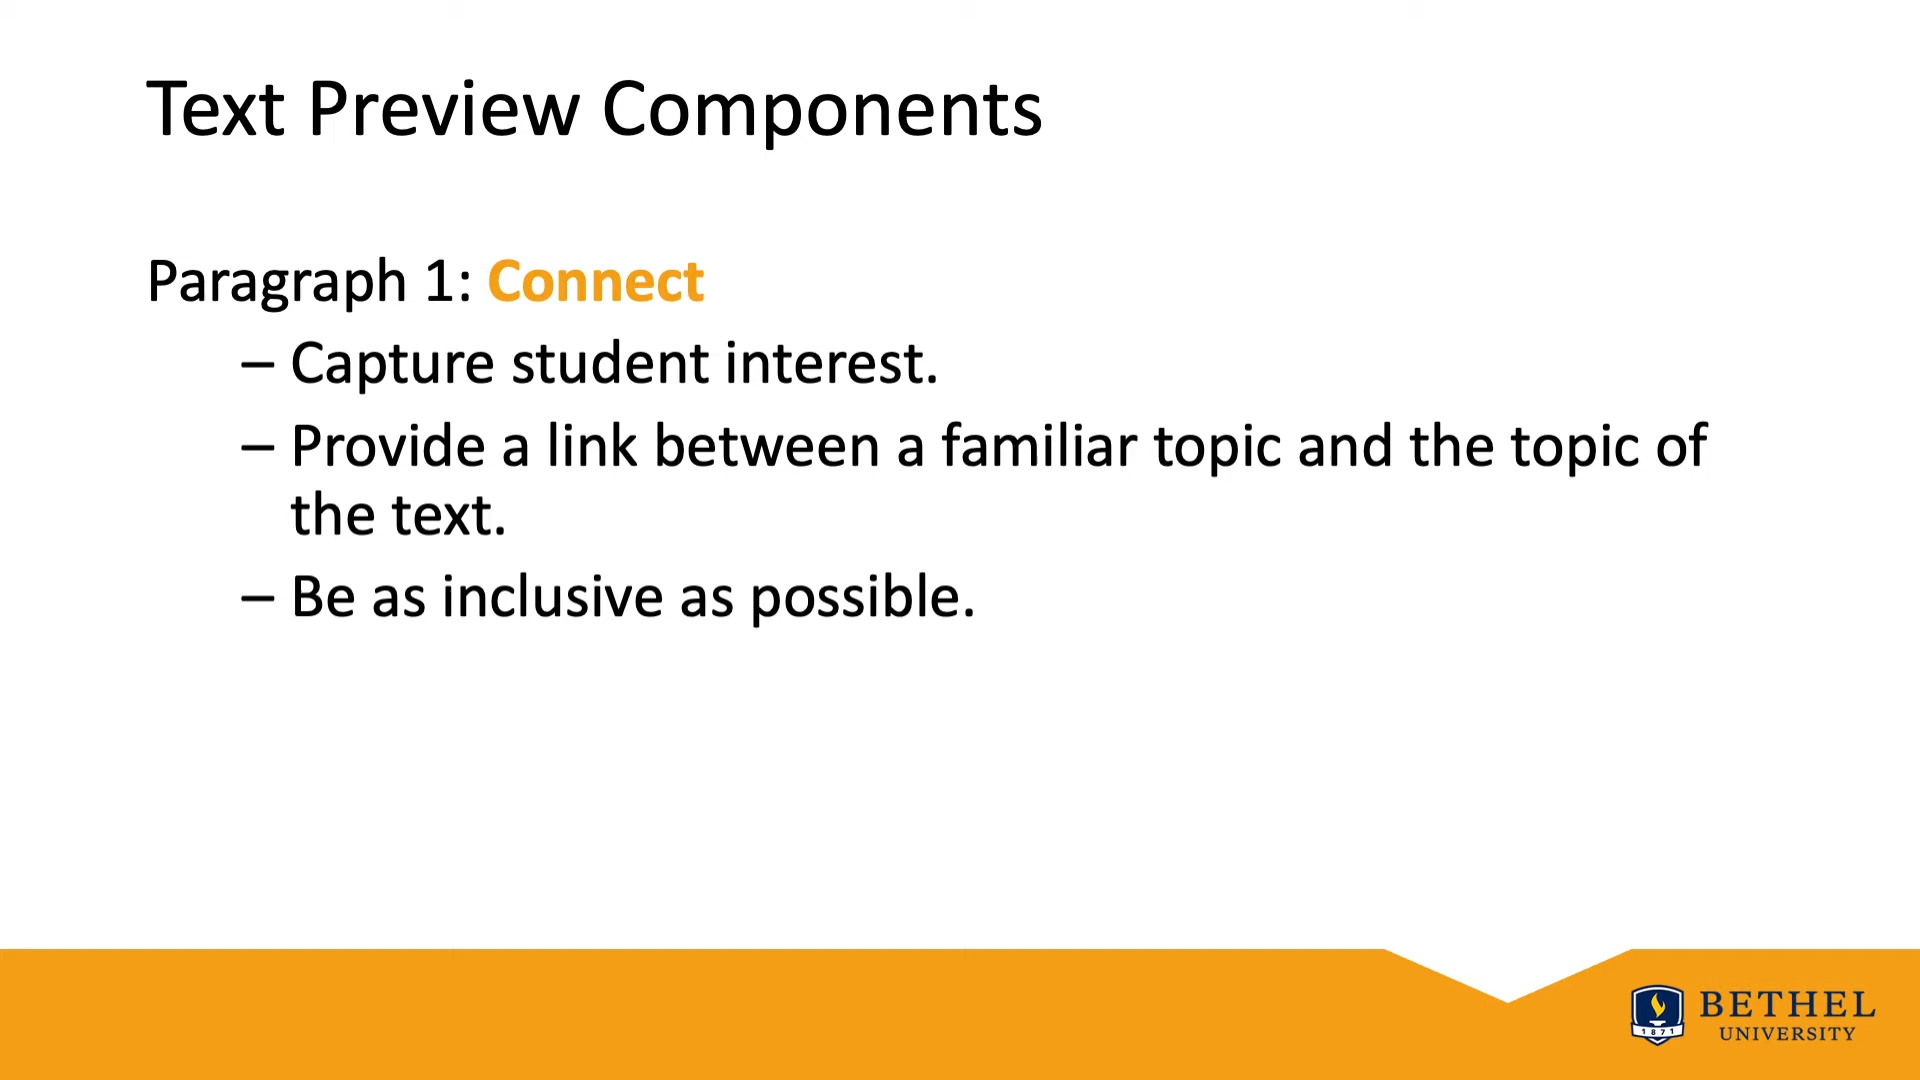 Text Preview Components
Paragraph 1: Connect
– Capture student interest.
– Provide a link between a familiar topic and the topic of
the text.
– Be as inclusive as possible.
1871
BETHEL
UNIVERSITY